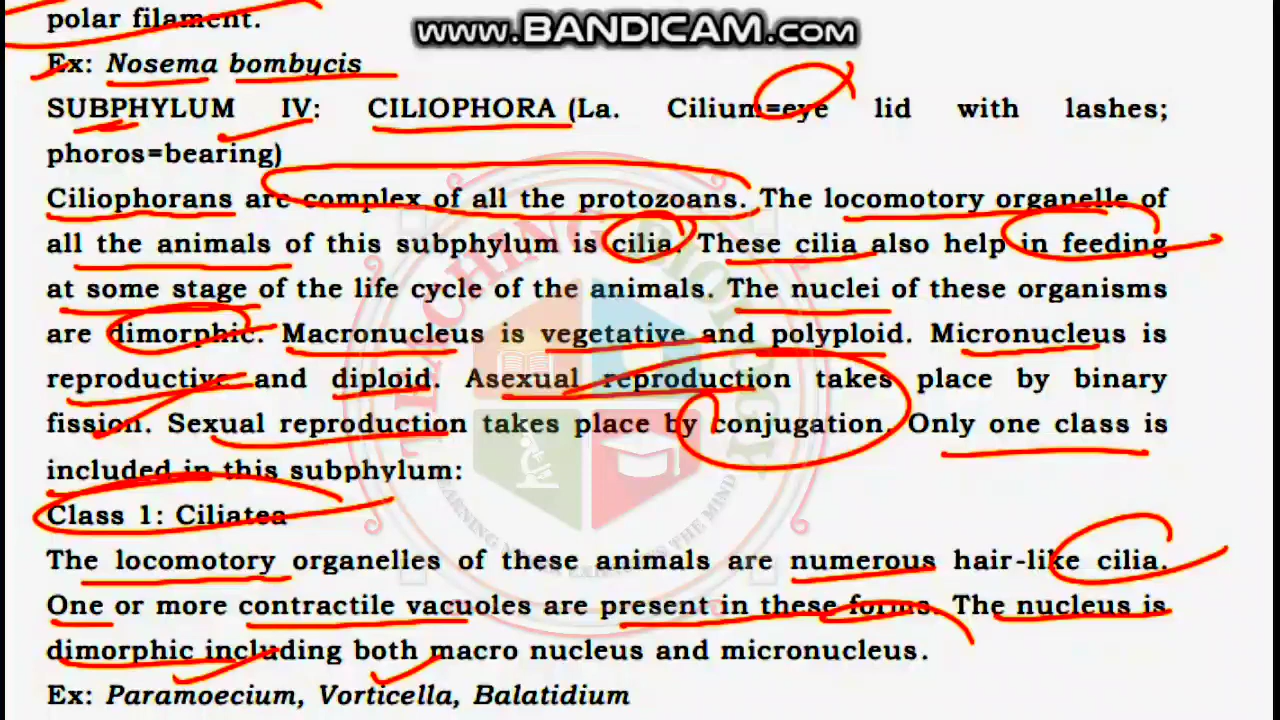 www.BANDICAM.com
polar filament.
Ex: Nosema bombycis
SUBPHYLUM IV: CILIOPHORA (La. Cilium=eye lid with lashes;
phoros=bearing)
Ciliophorans are complex of all the protozoans. The locomotory organelle of
all the animals of this subphylum is cilia. These cilia also help in feeding
at some stage of the life cycle of the animals. The nuclei of these organisms
are dimorphic. Macronucleus is vegetative and polyploid. Micronucleus is
reproductive and diploid. Asexual reproduction takes place by binary
fission. Sexual reproduction takes place by conjugation. Only one class is
included in this subphylum:
Class 1: Ciliatea
The locomotory organelles of these animals are numerous hair-like cilia.
One or more contractile vacuoles are present in these forms. The nucleus is
dimorphic including both macro nucleus and micronucleus.
Ex: Paramoecium, Vorticella, Balatidium
TEACHING BIOLOGY